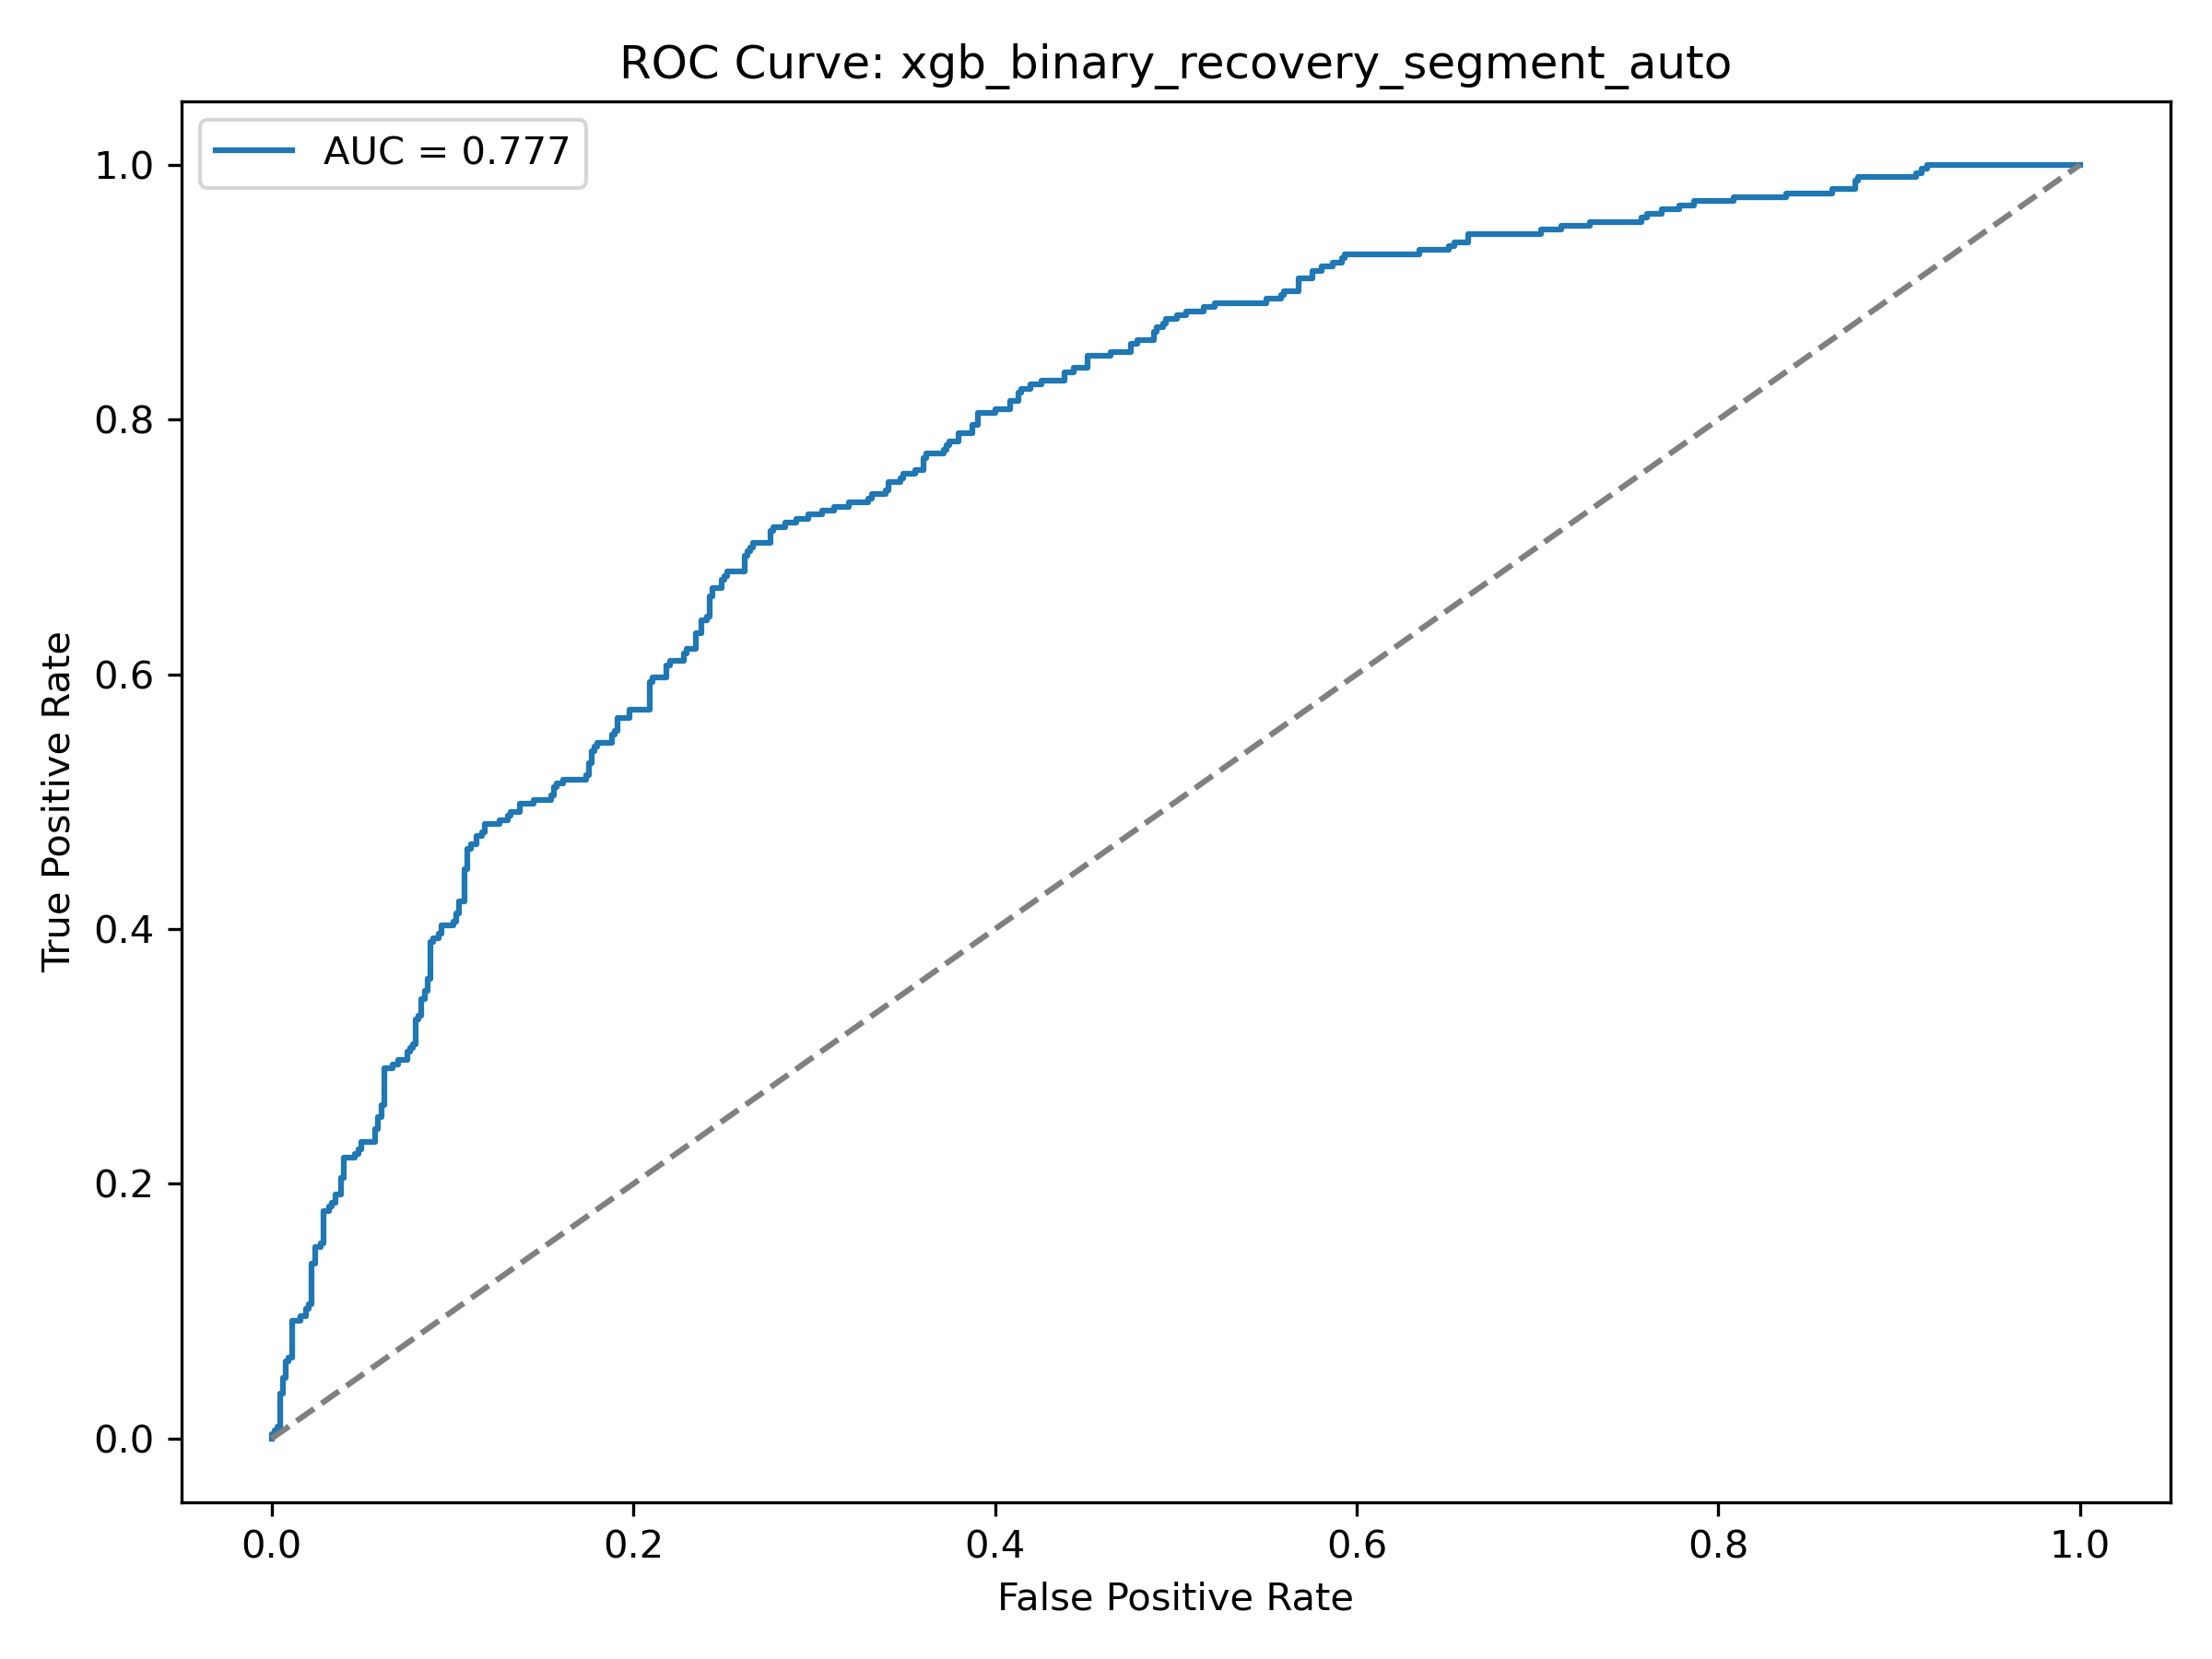 ROC Curve: xgb_binary_recovery_segment_auto
AUC = 0.777
True Positive Rate
1.0
0.8
0.6
0.4
0.2
0.0
0.0 0.2 0.4 0.6 0.8 1.0
False Positive Rate